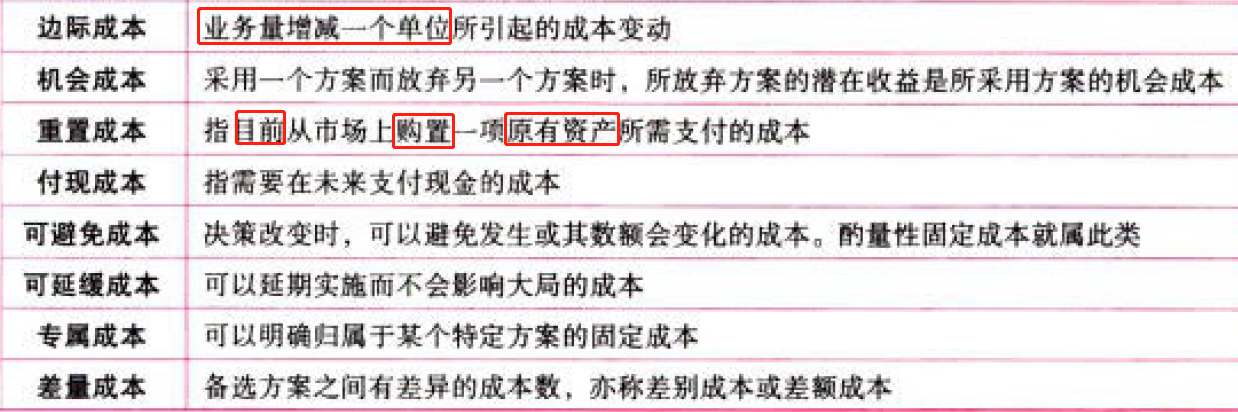 边际成本 业务量增减一个单位所引起的成本变动
机会成本 采用一个方案而放弃另一个方案时，所放弃方案的潜在收益是所采用方案的机会成本
重置成本 指目前从市场上购置一项原有资产所需支付的成本
付现成本 指需要在未来支付现金的成本
可避免成本 决策改变时，可以避免发生或其数额会变化的成本。酌量性固定成本就属此类
可延缓成本 可以延期实施而不会影响大局的成本
专属成本 可以明确归属于某个特定方案的固定成本
差量成本 备选方案之间有差异的成本数，亦称差别成本或差额成本